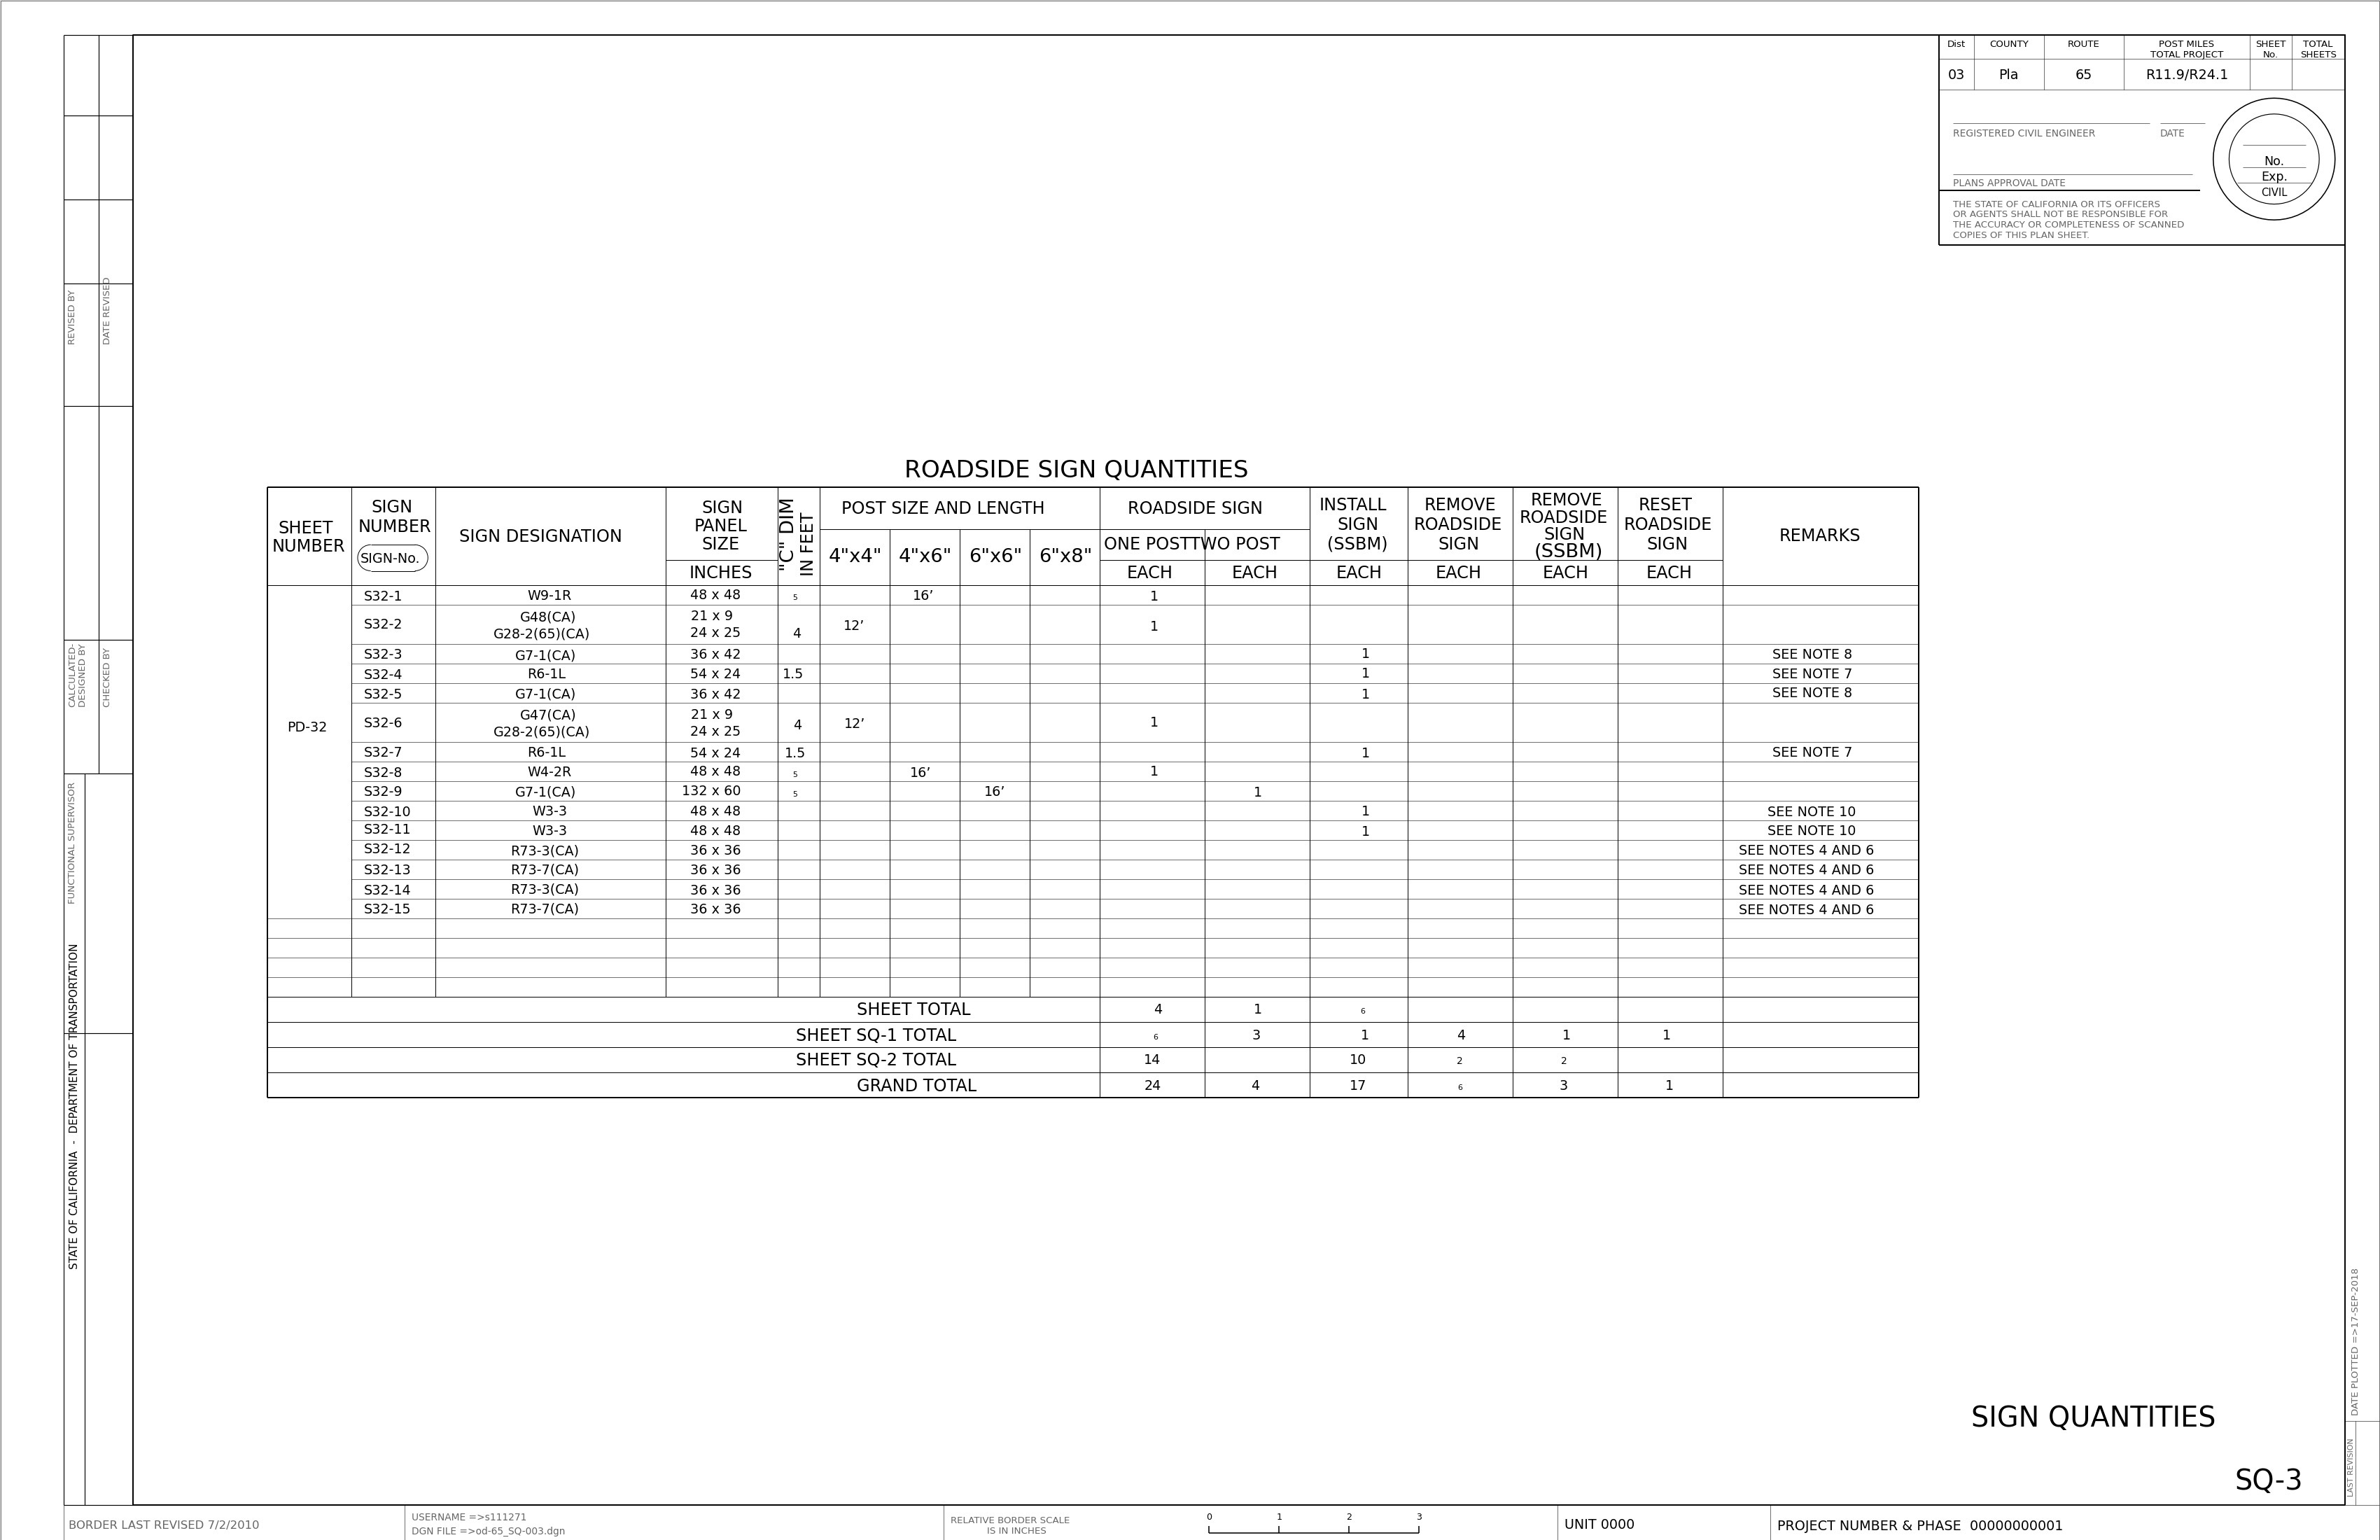 Dist COUNTY ROUTE POST MILES TOTAL PROJECT SHEET No. TOTAL SHEETS
03 Pla 65 R11.9/R24.1
REGISTERED CIVIL ENGINEER DATE
PLANS APPROVAL DATE
No.
Exp.
CIVIL
THE STATE OF CALIFORNIA OR ITS OFFICERS
OR AGENTS SHALL NOT BE RESPONSIBLE FOR
THE ACCURACY OR COMPLETENESS OF SCANNED
COPIES OF THIS PLAN SHEET.
REVISED BY
DATE REVISED
CALCULATED-
DESIGNED BY
CHECKED BY
FUNCTIONAL SUPERVISOR
STATE OF CALIFORNIA - DEPARTMENT OF TRANSPORTATION
ROADSIDE SIGN QUANTITIES
SHEET NUMBER
SIGN NUMBER
SIGN-No.
SIGN DESIGNATION
SIGN PANEL SIZE
INCHES
"C" DIM IN FEET
POST SIZE AND LENGTH
4"x4" 4"x6" 6"x6" 6"x8"
ROADSIDE SIGN
ONE POST TWO POST
EACH EACH
INSTALL SIGN (SSBM)
EACH
REMOVE ROADSIDE SIGN
EACH
REMOVE ROADSIDE SIGN (SSBM)
EACH
RESET ROADSIDE SIGN
EACH
REMARKS
PD-32
S32-1 W9-1R 48 x 48 5 16’ 1
S32-2 G48(CA) 21 x 9
G28-2(65)(CA) 24 x 25 4 12’ 1
S32-3 G7-1(CA) 36 x 42 1 SEE NOTE 8
S32-4 R6-1L 54 x 24 1.5 1 SEE NOTE 7
S32-5 G7-1(CA) 36 x 42 1 SEE NOTE 8
S32-6 G47(CA) 21 x 9
G28-2(65)(CA) 24 x 25 4 12’ 1
S32-7 R6-1L 54 x 24 1.5 1 SEE NOTE 7
S32-8 W4-2R 48 x 48 5 16’ 1
S32-9 G7-1(CA) 132 x 60 5 16’ 1
S32-10 W3-3 48 x 48 1 SEE NOTE 10
S32-11 W3-3 48 x 48 1 SEE NOTE 10
S32-12 R73-3(CA) 36 x 36 SEE NOTES 4 AND 6
S32-13 R73-7(CA) 36 x 36 SEE NOTES 4 AND 6
S32-14 R73-3(CA) 36 x 36 SEE NOTES 4 AND 6
S32-15 R73-7(CA) 36 x 36 SEE NOTES 4 AND 6
SHEET TOTAL 4 1 6
SHEET SQ-1 TOTAL 6 3 1 4 1 1
SHEET SQ-2 TOTAL 14 10 2 2
GRAND TOTAL 24 4 17 6 3 1
SIGN QUANTITIES
SQ-3
DATE PLOTTED =>17-SEP-2018
LAST REVISION
BORDER LAST REVISED 7/2/2010
USERNAME =>s111271
DGN FILE =>od-65_SQ-003.dgn
RELATIVE BORDER SCALE
IS IN INCHES
0 1 2 3
UNIT 0000
PROJECT NUMBER & PHASE 00000000001